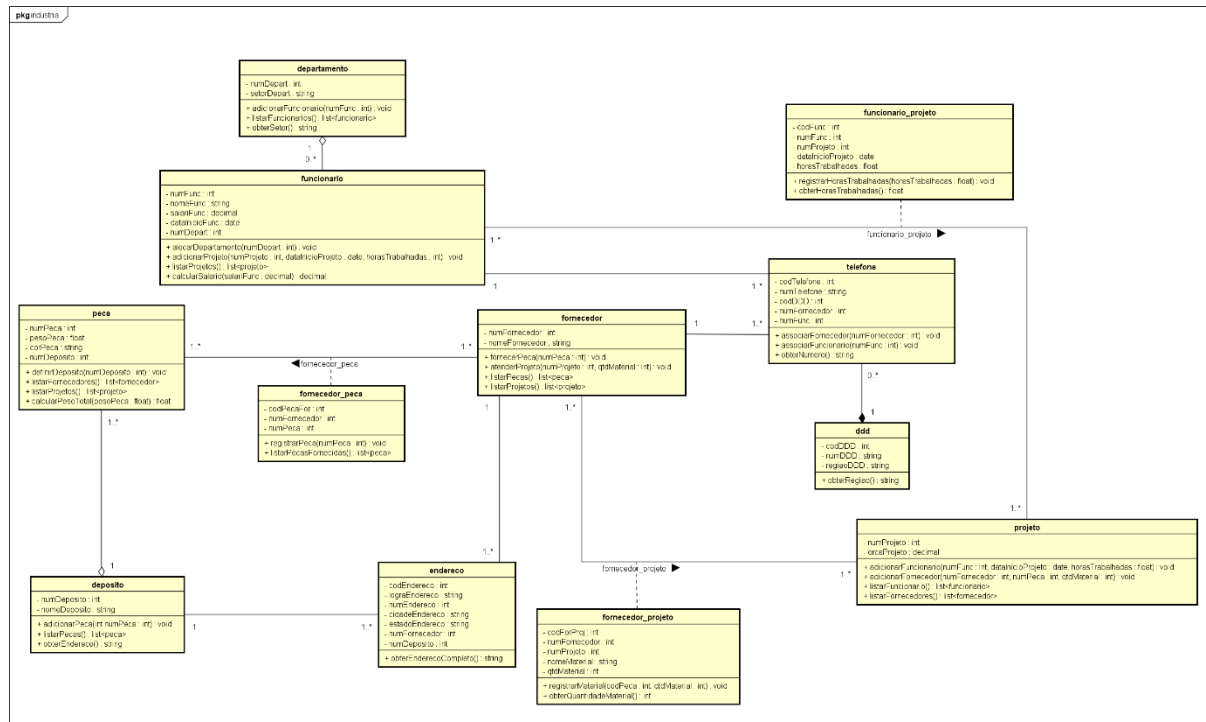 pkg industria
departamento
- numDepart : int
- setorDepart : string
+ adicionarFuncionario(numFunc : int) : void
+ listarFuncionarios() : list<funcionario>
+ obterSetor() : string
1
0..*
funcionario
- numFunc : int
- nomeFunc : string
- salariFunc : decimal
- dataInicioFunc : date
- numDepart : int
+ alocarDepartamento(numDepart : int) : void
+ adicionarProjeto(numProjeto : int, dataInicioProjeto : date, horasTrabalhadas : int) : void
+ listarProjetos() : list<projeto>
+ calcularSalario(salariFunc : decimal) : decimal
funcionario_projeto
- codFunc : int
- numFunc : int
- numProjeto : int
- dataInicioProjeto : date
- horasTrabalhadas : float
+ registrarHorasTrabalhadas(horasTrabalhadas : float) : void
+ obterHorasTrabalhadas() : float
1..*
funcionario_projeto
1
1..*
telefone
- codTelefone : int
- numTelefone : string
- codDDD : int
- numFornecedor : int
- numFunc : int
+ associarFornecedor(numFornecedor : int) : void
+ associarFuncionario(numFunc : int) : void
+ obterNumero() : string
peca
- numPeca : int
- pesoPeca : float
- corPeca : string
- numDeposito : int
+ definirDeposito(numDeposito : int) : void
+ listarFornecedores() : list<fornecedor>
+ listarProjetos() : list<projeto>
+ calcularPesoTotal(pesoPeca : float) : float
fornecedor
- numFornecedor : int
- nomeFornecedor : string
+ fornecerPeca(numPeca : int) : void
+ atenderProjeto(numProjeto : int, qtdMaterial : int) : void
+ listarPecas() : list<peca>
+ listarProjetos() : list<projeto>
1
1..*
1..*
1..*
fornecedor_peca
fornecedor_peca
- codPecaFor : int
- numFornecedor : int
- numPeca : int
+ registrarPeca(numPeca : int) : void
+ listarPecasFornecidas() : list<peca>
1..*
1
1..*
0..*
1
ddd
- codDDD : int
- numDDD : string
- regiaoDDD : string
+ obterRegiao() : string
1..*
projeto
- numProjeto : int
- orcaProjeto : decimal
+ adicionarFuncionario(numFunc : int, dataInicioProjeto : date, horasTrabalhadas : float) : void
+ adicionarFornecedor(numFornecedor : int, numPeca : int, qtdMaterial : int) : void
+ listarFuncionario() : list<funcionario>
+ listarFornecedores() : list<fornecedor>
1
1..*
fornecedor_projeto
1..*
deposito
- numDeposito : int
- nomeDeposito : string
+ adicionarPeca(int numPeca : int) : void
+ listarPecas() : list<peca>
+ obterEndereco() : string
1
1..*
endereco
- codEndereco : int
- lograEndereco : string
- numEndereco : int
- cidadeEndereco : string
- estadoEndereco : string
- numFornecedor : int
- numDeposito : int
+ obterEnderecoCompleto() : string
fornecedor_projeto
- codForProj : int
- numFornecedor : int
- numProjeto : int
- nomeMaterial : string
- qtdMaterial : int
+ registrarMaterial(codPeca : int, qtdMaterial : int) : void
+ obterQuantidadeMaterial() : int